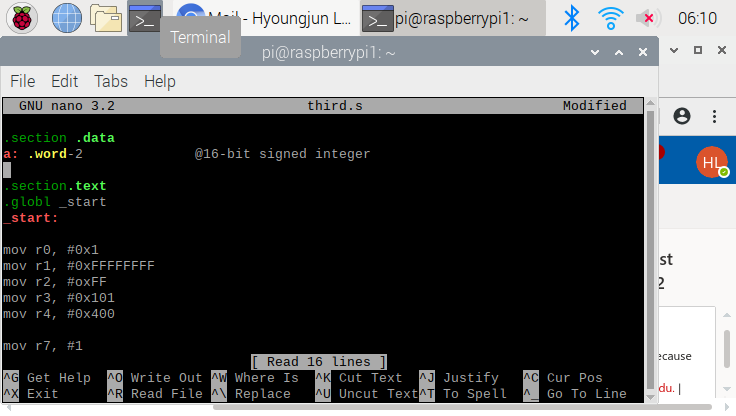 Mail - Hyoungjun L...
pi@raspberrypi1: ~
06:10
Terminal
pi@raspberrypi1: ~
File Edit Tabs Help
GNU nano 3.2 third.s Modified
.section .data
a: .word-2 @16-bit signed integer
.section.text
.globl _start
_start:
mov r0, #0x1
mov r1, #0xFFFFFFFF
mov r2, #oxFF
mov r3, #0x101
mov r4, #0x400
mov r7, #1
[ Read 16 lines ]
^G Get Help ^O Write Out ^W Where Is ^K Cut Text ^J Justify ^C Cur Pos
^X Exit ^R Read File ^\ Replace ^U Uncut Text ^T To Spell ^_ Go To Line
HL
st
2
ecause
du. |